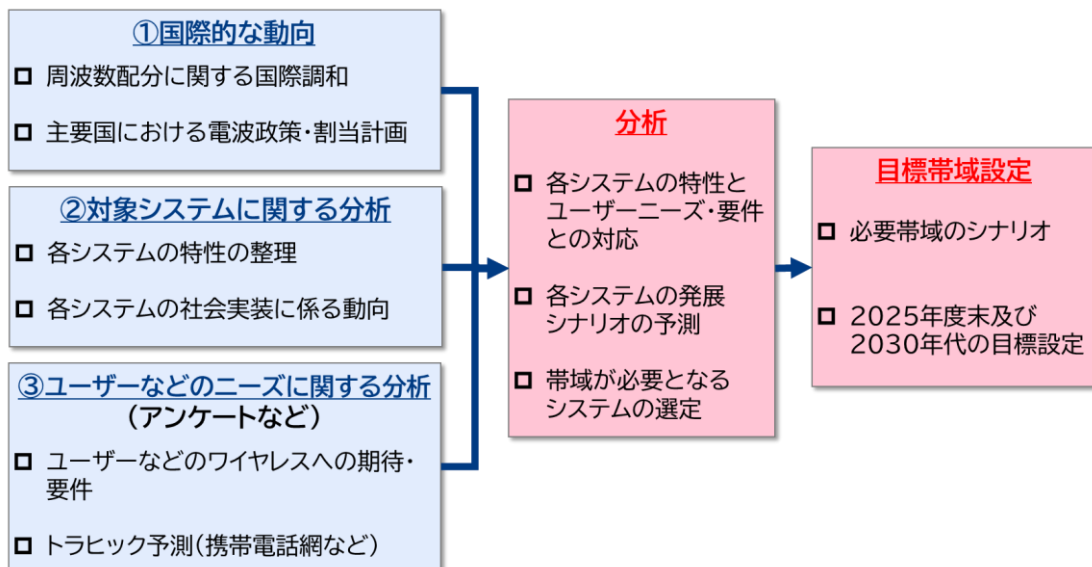 ①国際的な動向
□ 周波数配分に関する国際調和
□ 主要国における電波政策・割当計画
②対象システムに関する分析
□ 各システムの特性の整理
□ 各システムの社会実装に係る動向
③ユーザーなどのニーズに関する分析
(アンケートなど)
□ ユーザーなどのワイヤレスへの期待・
要件
□ トラヒック予測(携帯電話網など)
分析
□ 各システムの特性と
ユーザーニーズ・要件
との対応
□ 各システムの発展
シナリオの予測
□ 帯域が必要となる
システムの選定
目標帯域設定
□ 必要帯域のシナリオ
□ 2025年度末及び
2030年代の目標設定